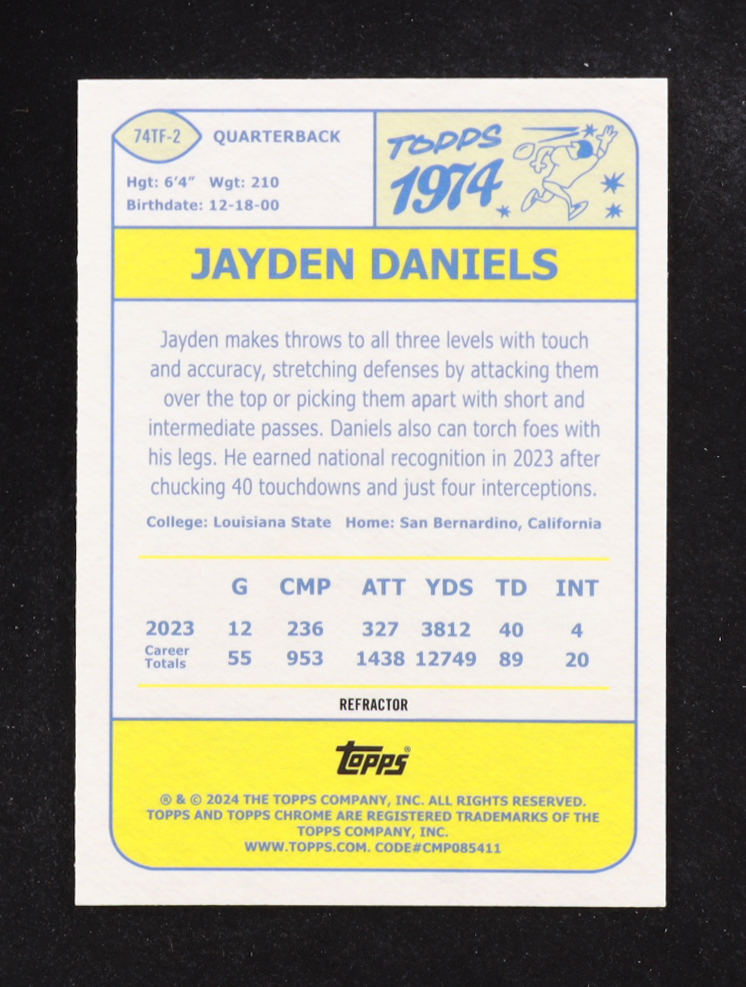 74TF-2 QUARTERBACK
TOPPS
1974
Hgt: 6'4" Wgt: 210
Birthdate: 12-18-00
JAYDEN DANIELS
Jayden makes throws to all three levels with touch
and accuracy, stretching defenses by attacking them
over the top or picking them apart with short and
intermediate passes. Daniels also can torch foes with
his legs. He earned national recognition in 2023 after
chucking 40 touchdowns and just four interceptions.
College: Louisiana State Home: San Bernardino, California
G CMP ATT YDS TD INT
2023 12 236 327 3812 40 4
Career
Totals 55 953 1438 12749 89 20
REFRACTOR
topps®
® & © 2024 THE TOPPS COMPANY, INC. ALL RIGHTS RESERVED.
TOPPS AND TOPPS CHROME ARE REGISTERED TRADEMARKS OF THE
TOPPS COMPANY, INC.
WWW.TOPPS.COM. CODE#CMP085411